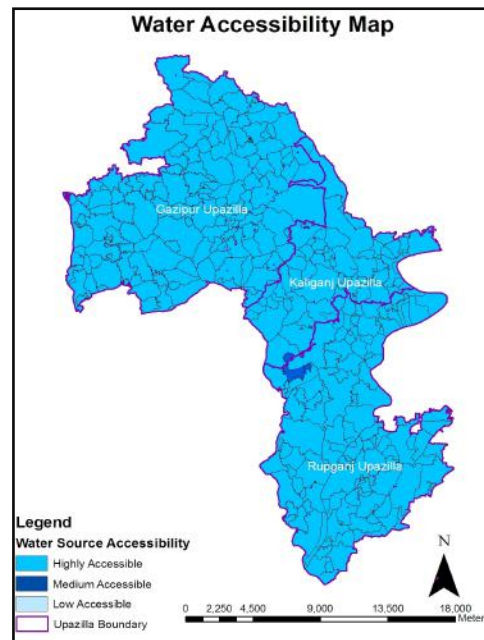 Water Accessibility Map
Gazipur Upazilla
Kaliganj Upazilla
Rupganj Upazilla
Legend
Water Source Accessibility
Highly Accessible
Medium Accessible
Low Accessible
Upazilla Boundary
N
0 2,250 4,500 9,000 13,500 18,000
Meter